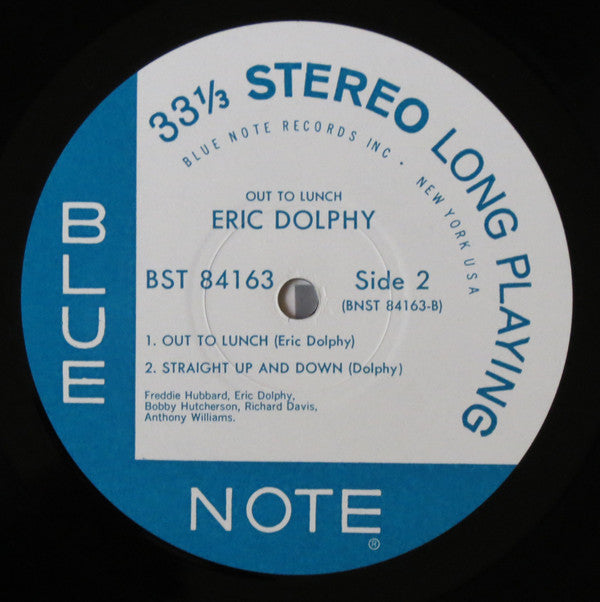 33⅓ STEREO LONG PLAYING
BLUE NOTE RECORDS INC · NEW YORK USA
OUT TO LUNCH
ERIC DOLPHY
BST 84163
Side 2
(BNST 84163-B)
1. OUT TO LUNCH (Eric Dolphy)
2. STRAIGHT UP AND DOWN (Dolphy)
Freddie Hubbard, Eric Dolphy,
Bobby Hutcherson, Richard Davis,
Anthony Williams.
BLUE
NOTE
®